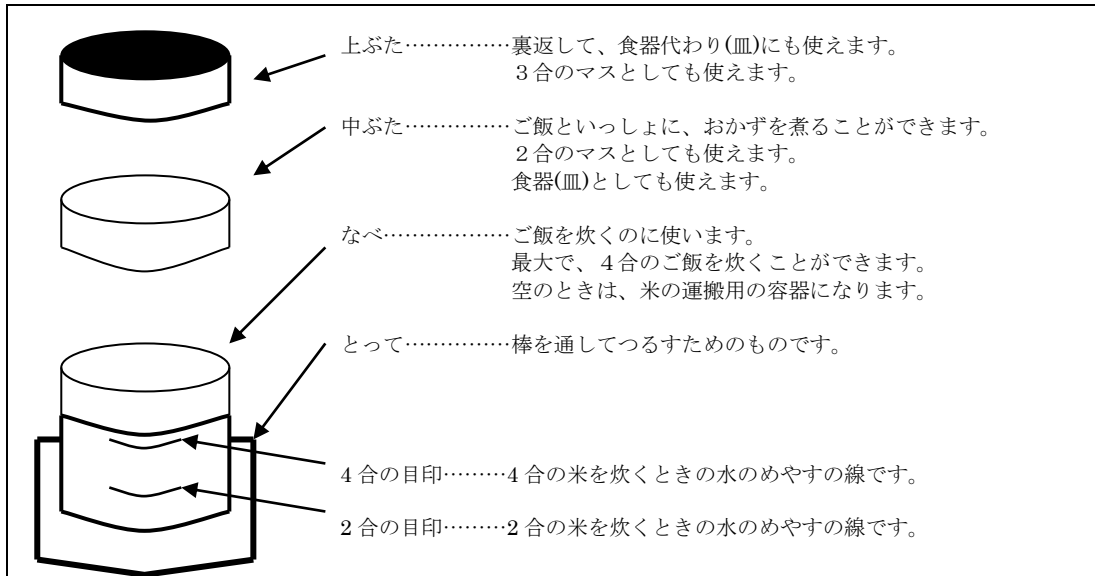 上ぶた……………裏返して、食器代わり(皿)にも使えます。
３合のマスとしても使えます。
中ぶた……………ご飯といっしょに、おかずを煮ることができます。
２合のマスとしても使えます。
食器(皿)としても使えます。
なべ………………ご飯を炊くのに使います。
最大で、４合のご飯を炊くことができます。
空のときは、米の運搬用の容器になります。
とって……………棒を通してつるすためのものです。
4 合の目印………4 合の米を炊くときの水のめやすの線です。
2 合の目印………2 合の米を炊くときの水のめやすの線です。